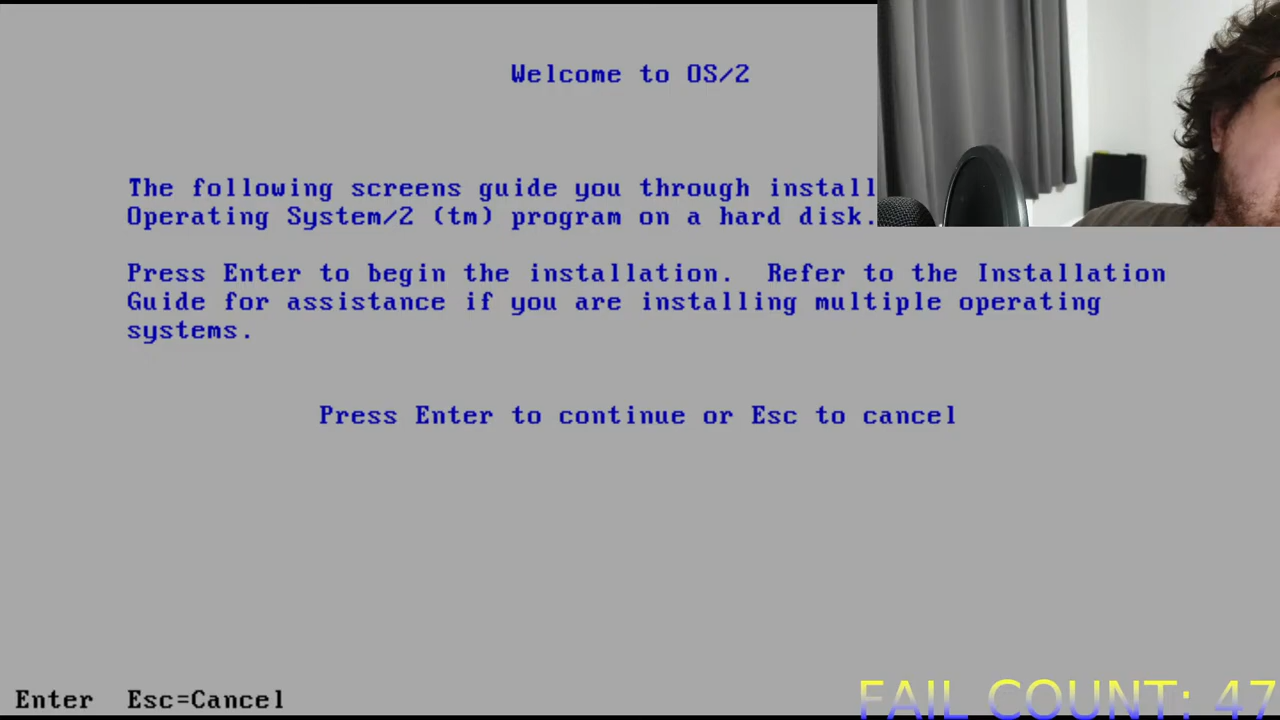 Welcome to OS/2
The following screens guide you through install
Operating System/2 (tm) program on a hard disk.
Press Enter to begin the installation.  Refer to the Installation
Guide for assistance if you are installing multiple operating
systems.
Press Enter to continue or Esc to cancel
Enter  Esc=Cancel
FAIL COUNT: 47